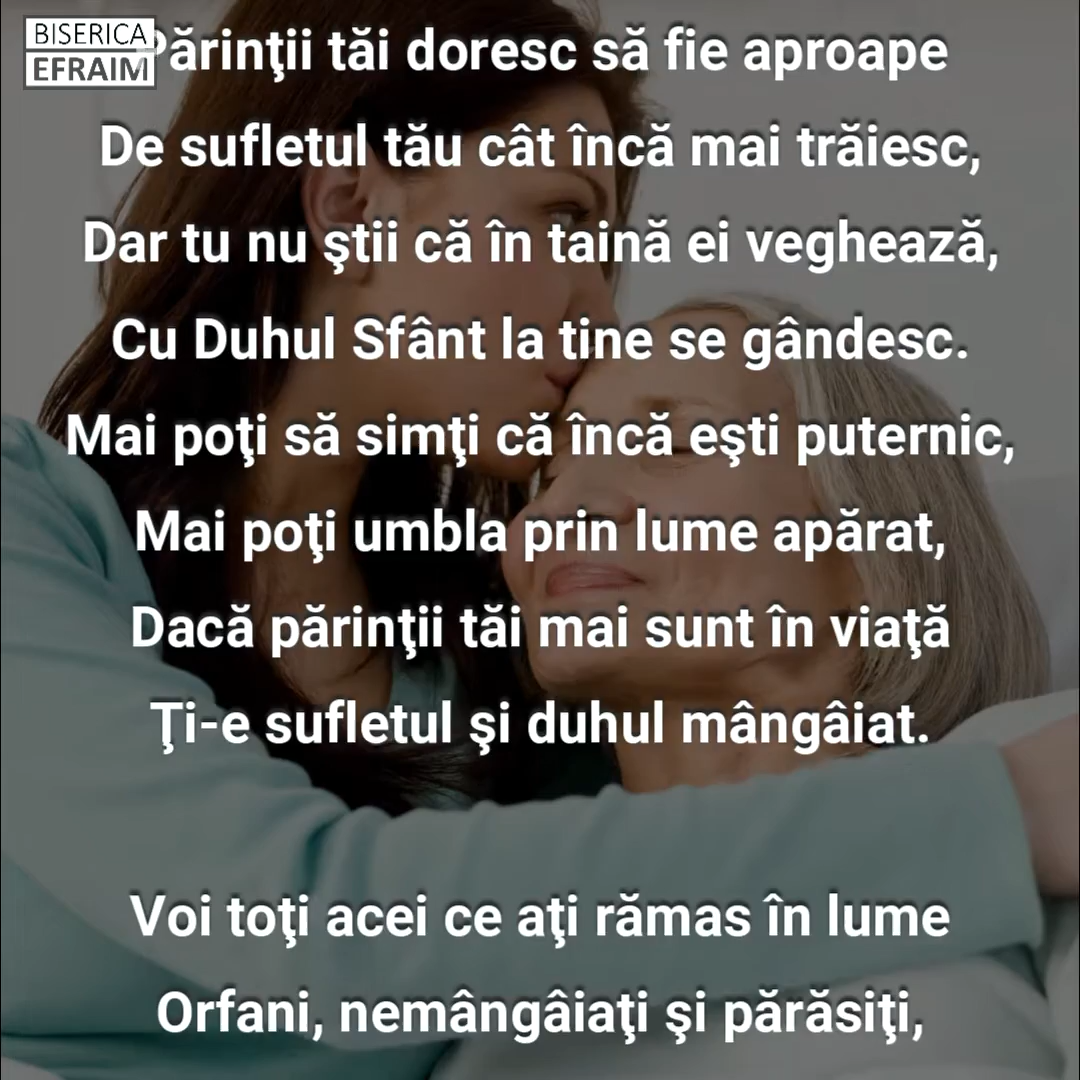 BISERICA
EFRAIM
Părinţii tăi doresc să fie aproape
De sufletul tău cât încă mai trăiesc,
Dar tu nu ştii că în taină ei veghează,
Cu Duhul Sfânt la tine se gândesc.
Mai poţi să simţi că încă eşti puternic,
Mai poţi umbla prin lume apărat,
Dacă părinţii tăi mai sunt în viaţă
Ţi-e sufletul şi duhul mângâiat.
Voi toţi acei ce aţi rămas în lume
Orfani, nemângâiaţi şi părăsiţi,